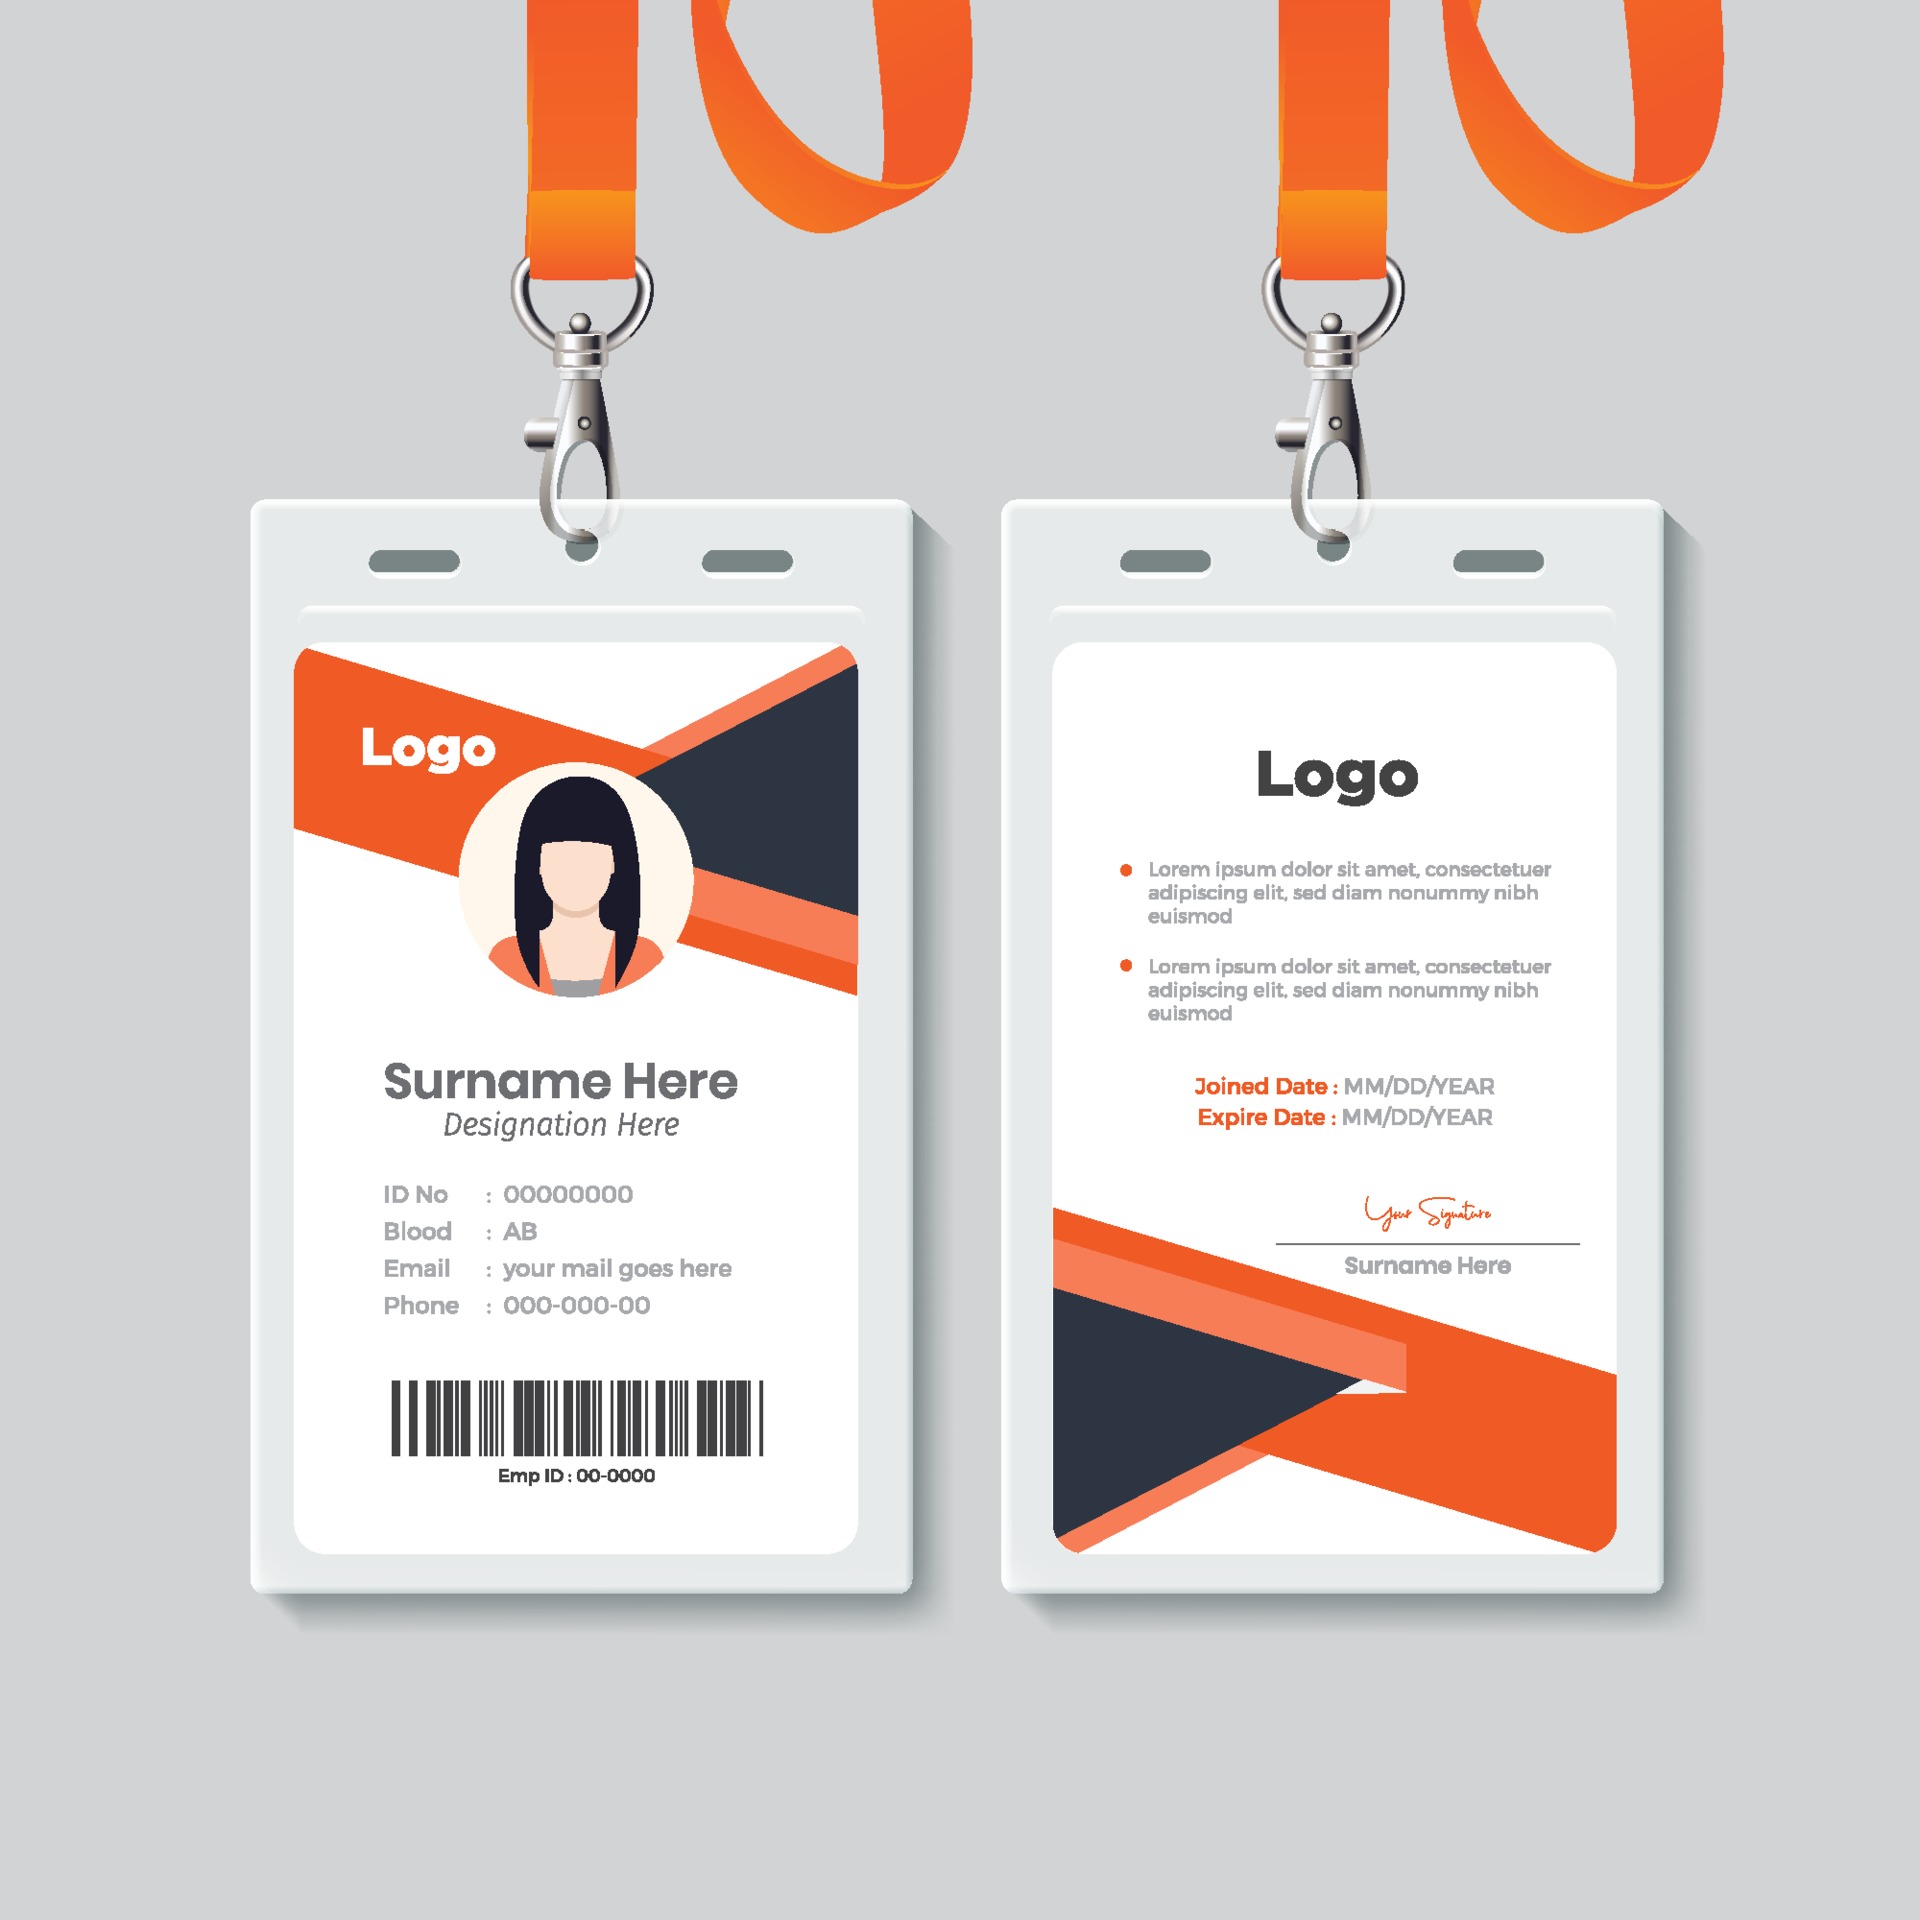 Logo
Surname Here
Designation Here
ID No : 00000000
Blood : AB
Email : your mail goes here
Phone : 000-000-00
Emp ID : 00-0000
Logo
Lorem ipsum dolor sit amet, consectetuer
adipiscing elit, sed diam nonummy nibh
euismod
Lorem ipsum dolor sit amet, consectetuer
adipiscing elit, sed diam nonummy nibh
euismod
Joined Date : MM/DD/YEAR
Expire Date : MM/DD/YEAR
Your Signature
Surname Here